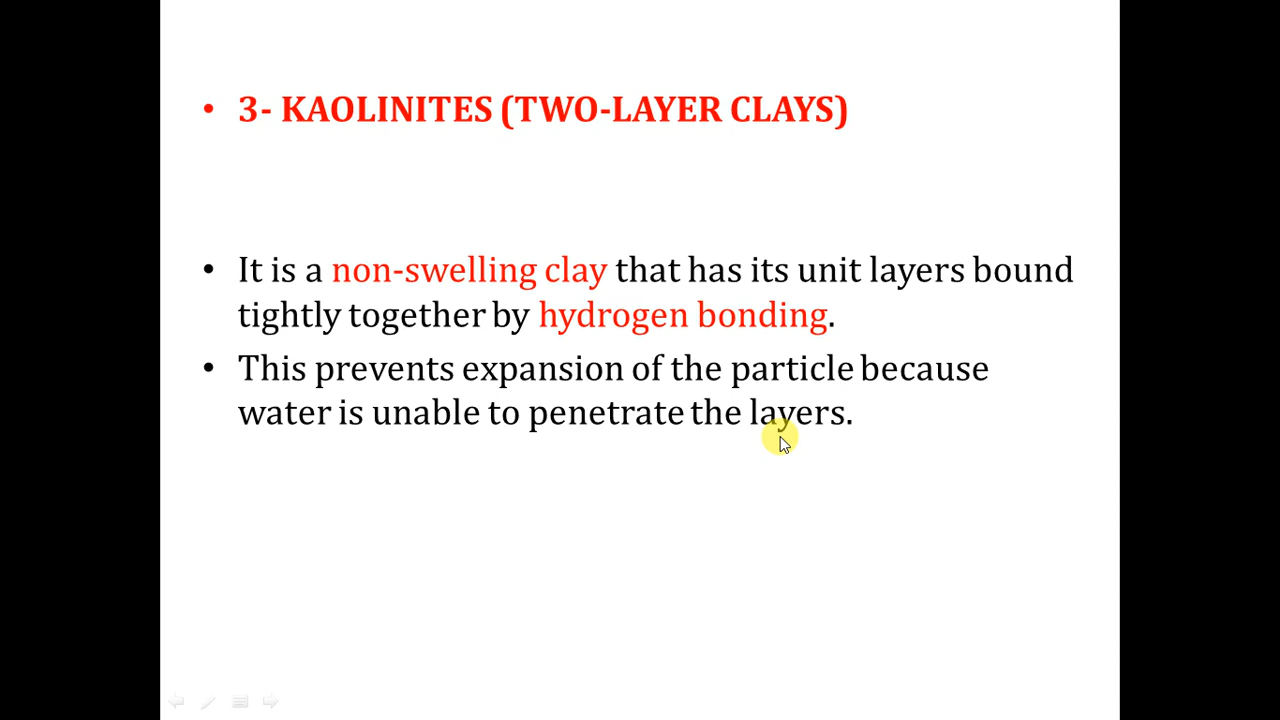 • 3- KAOLINITES (TWO-LAYER CLAYS)
• It is a non-swelling clay that has its unit layers bound
tightly together by hydrogen bonding.
• This prevents expansion of the particle because
water is unable to penetrate the layers.